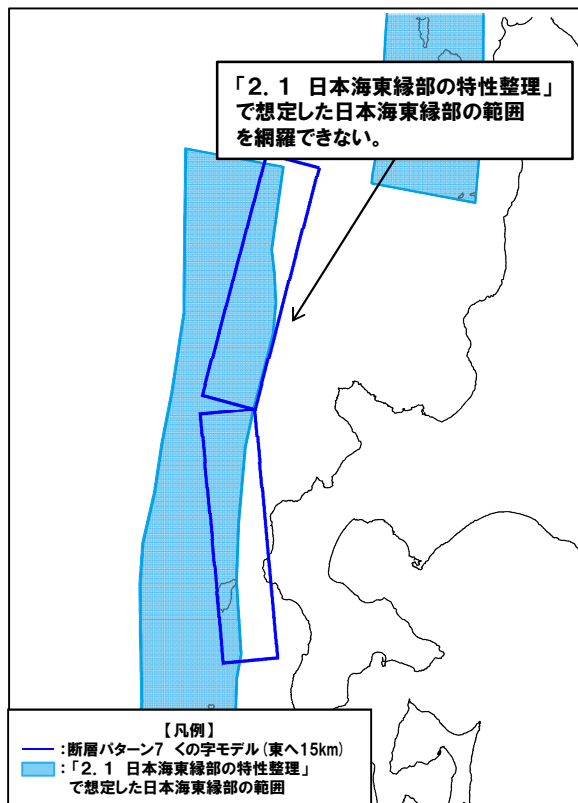 「2.1 日本海東縁部の特性整理」
で想定した日本海東縁部の範囲
を網羅できない。
【凡例】
:断層パターン7 くの字モデル(東へ15km)
:「2.1 日本海東縁部の特性整理」
で想定した日本海東縁部の範囲